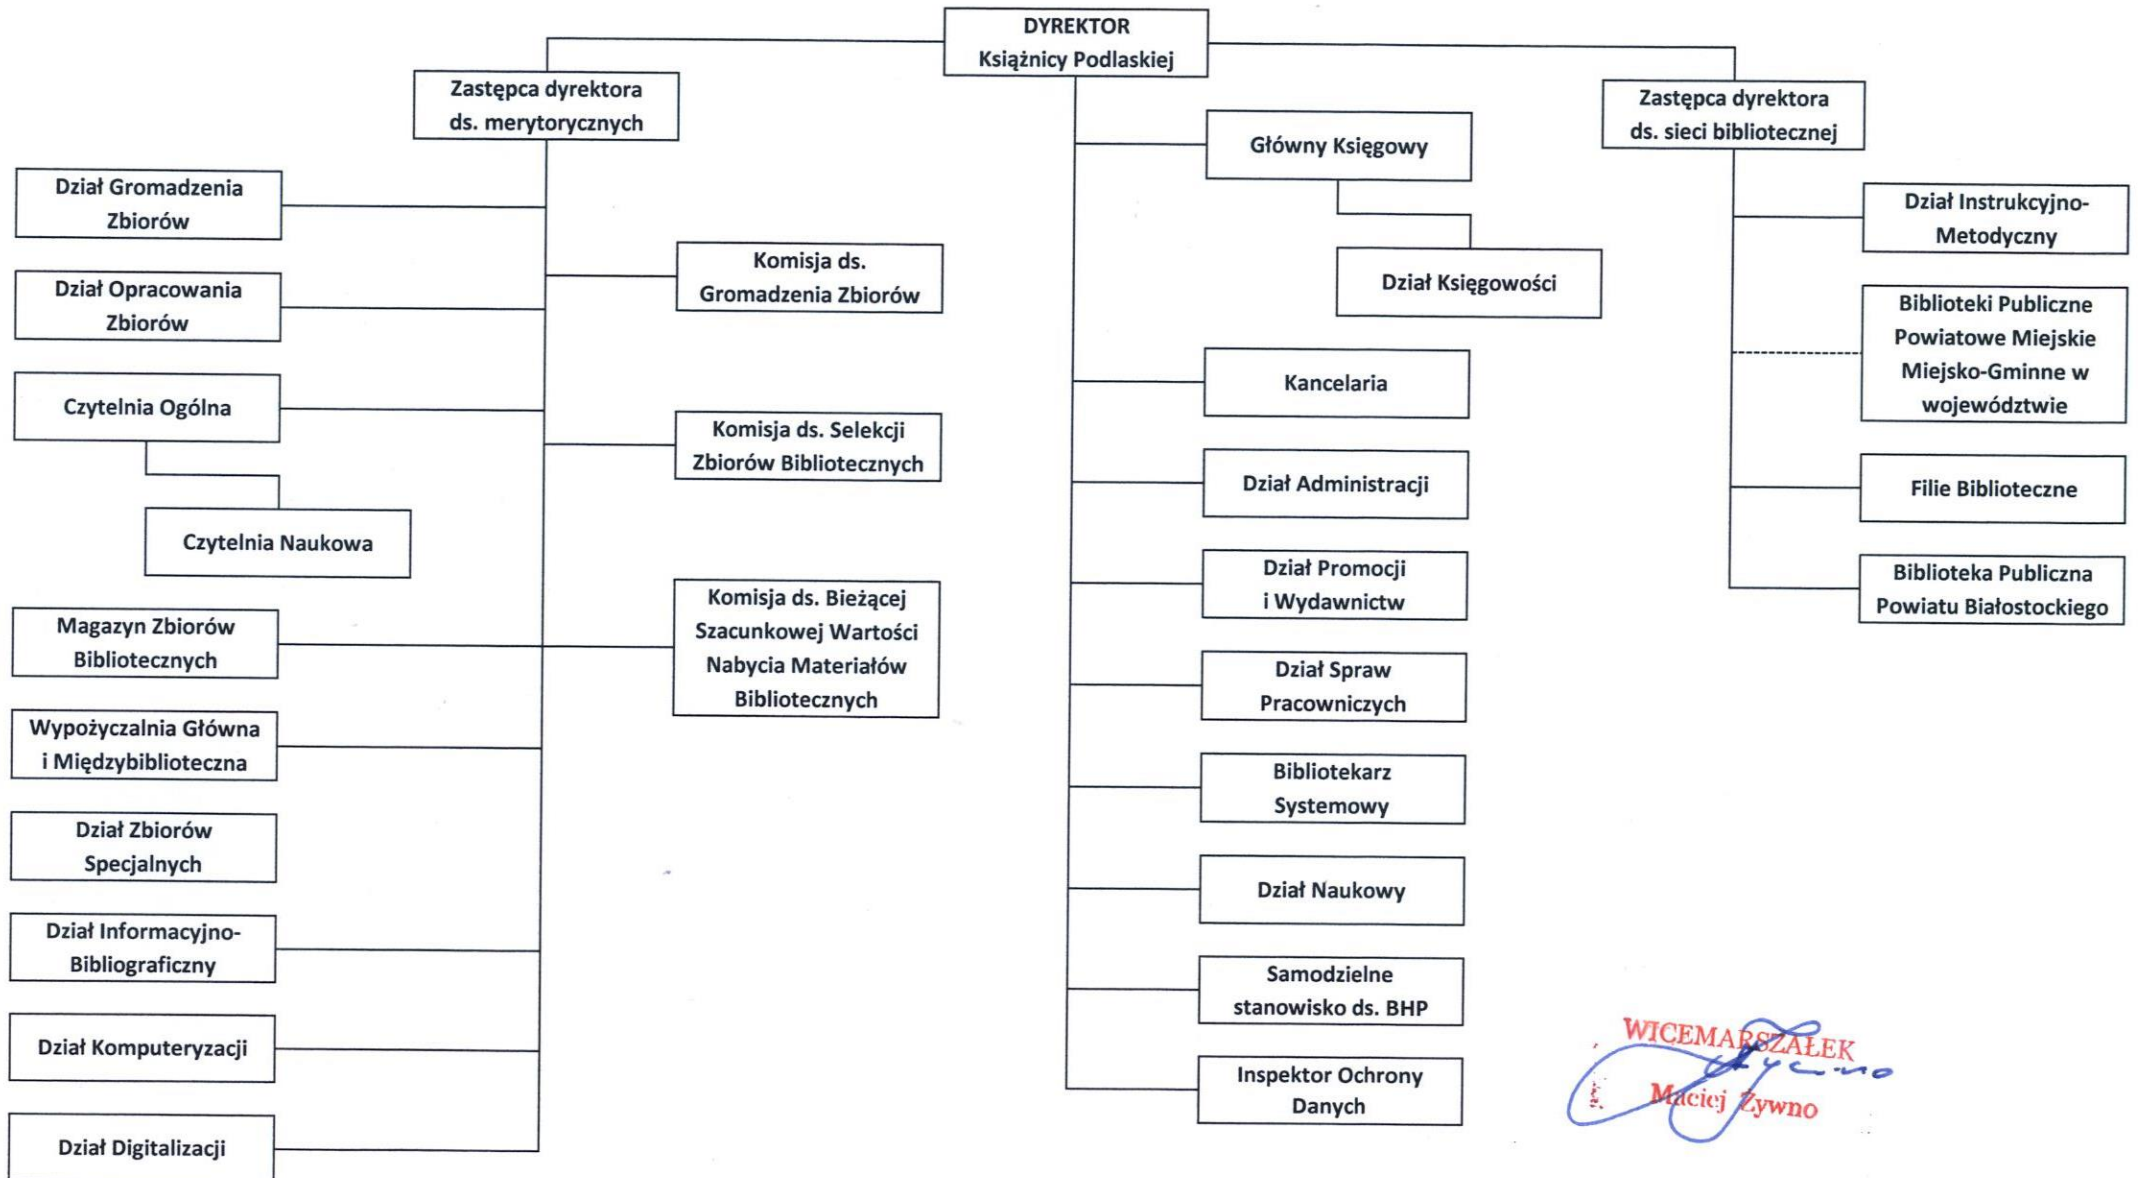 DYREKTOR
Książnicy Podlaskiej
Zastępca dyrektora
ds. merytorycznych
Dział Gromadzenia
Zbiorów
Dział Opracowania
Zbiorów
Czytelnia Ogólna
Czytelnia Naukowa
Magazyn Zbiorów
Bibliotecznych
Wypożyczalnia Główna
i Międzybiblioteczna
Dział Zbiorów
Specjalnych
Dział Informacyjno-
Bibliograficzny
Dział Komputeryzacji
Dział Digitalizacji
Komisja ds.
Gromadzenia Zbiorów
Komisja ds. Selekcji
Zbiorów Bibliotecznych
Komisja ds. Bieżącej
Szacunkowej Wartości
Nabycia Materiałów
Bibliotecznych
Główny Księgowy
Dział Księgowości
Kancelaria
Dział Administracji
Dział Promocji
i Wydawnictw
Dział Spraw
Pracowniczych
Bibliotekarz
Systemowy
Dział Naukowy
Samodzielne
stanowisko ds. BHP
Inspektor Ochrony
Danych
Zastępca dyrektora
ds. sieci bibliotecznej
Dział Instrukcyjno-
Metodyczny
Biblioteki Publiczne
Powiatowe Miejskie
Miejsko-Gminne w
województwie
Filie Biblioteczne
Biblioteka Publiczna
Powiatu Białostockiego
WICEMARSZAŁEK
Maciej Żywno